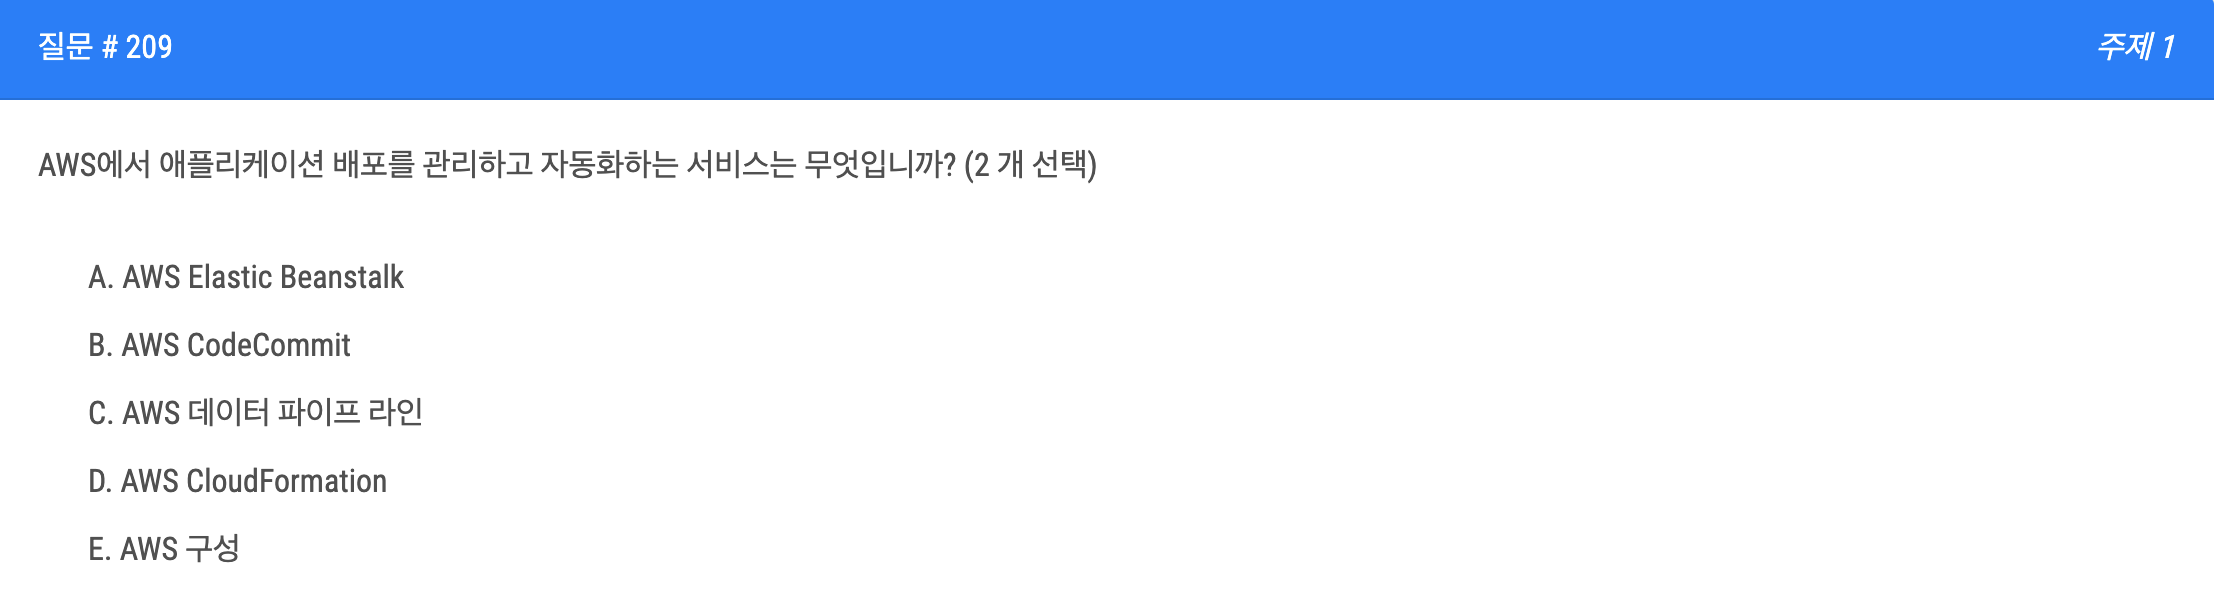 질문 # 209
주제 1
AWS에서 애플리케이션 배포를 관리하고 자동화하는 서비스는 무엇입니까? (2 개 선택)
A. AWS Elastic Beanstalk
B. AWS CodeCommit
C. AWS 데이터 파이프 라인
D. AWS CloudFormation
E. AWS 구성